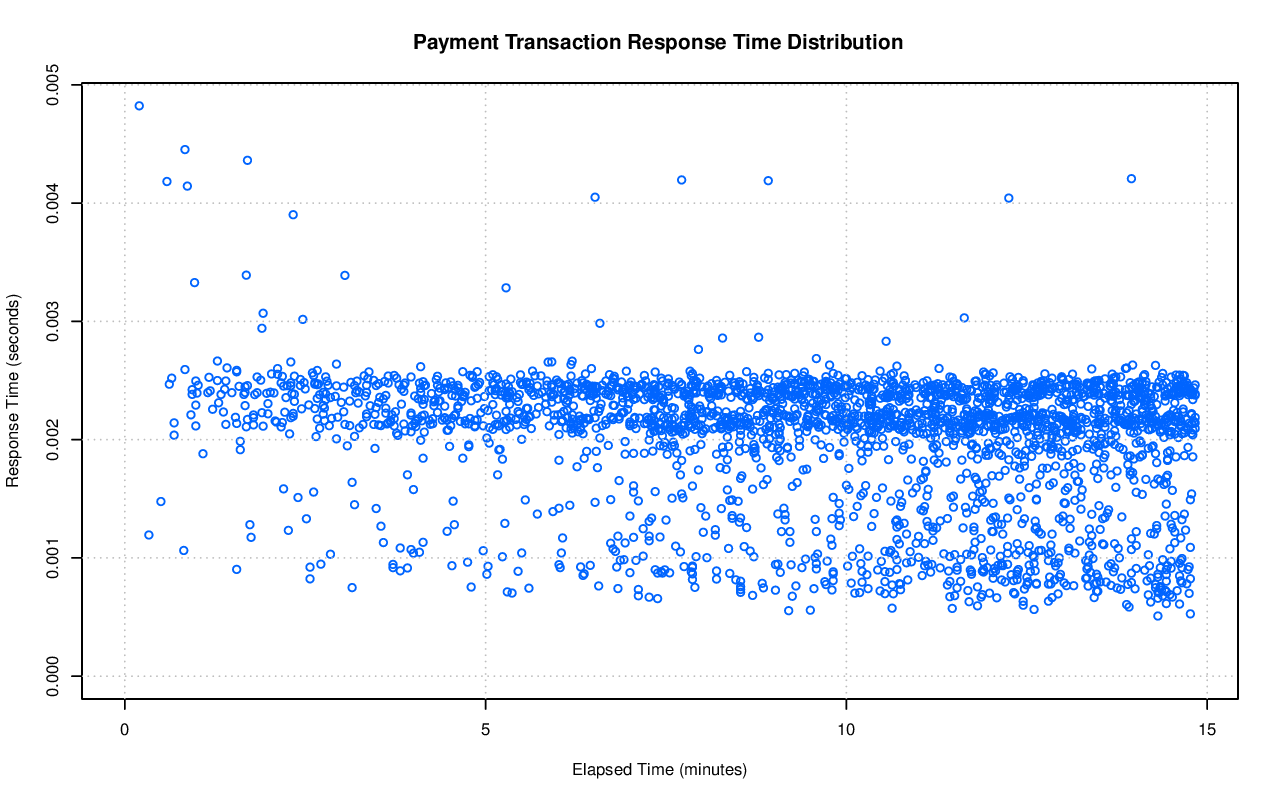 Payment Transaction Response Time Distribution
Response Time (seconds)
0.005
0.004
0.003
0.002
0.001
0.000
0 5 10 15
Elapsed Time (minutes)